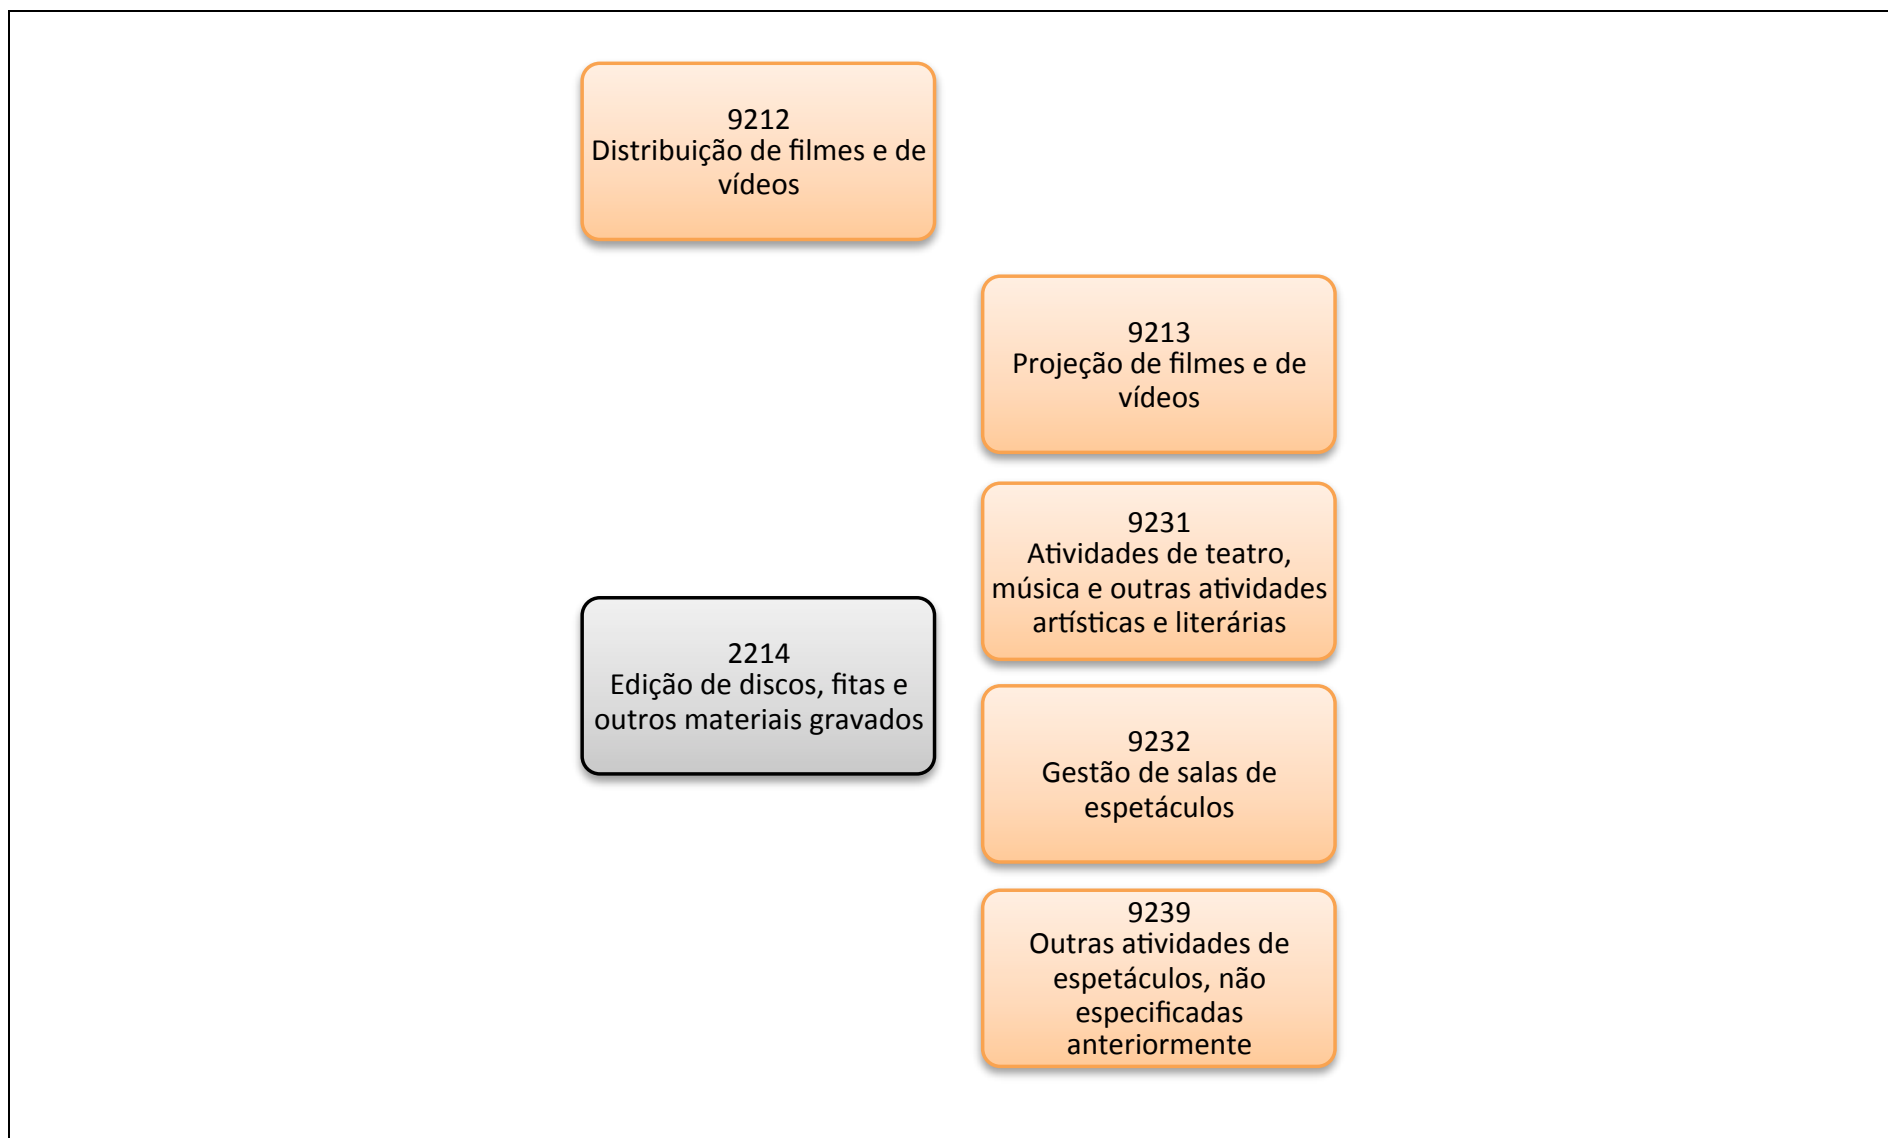 9212
Distribuição de filmes e de
vídeos
9213
Projeção de filmes e de
vídeos
9231
Atividades de teatro,
música e outras atividades
artísticas e literárias
2214
Edição de discos, fitas e
outros materiais gravados
9232
Gestão de salas de
espetáculos
9239
Outras atividades de
espetáculos, não
especificadas
anteriormente